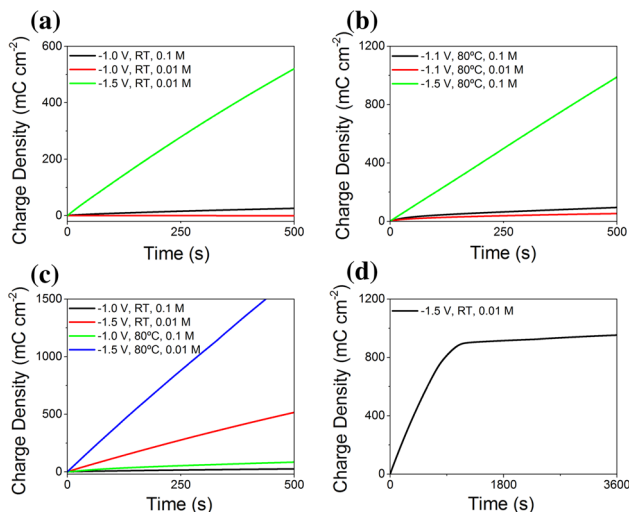 (a)
-1.0 V, RT, 0.1 M
-1.0 V, RT, 0.01 M
-1.5 V, RT, 0.01 M
Charge Density (mC cm⁻²)
600
400
200
0
0
250
500
Time (s)
(b)
-1.1 V, 80ºC, 0.1 M
-1.1 V, 80ºC, 0.01 M
-1.5 V, 80ºC, 0.1 M
Charge Density (mC cm⁻²)
1200
800
400
0
0
250
500
Time (s)
(c)
-1.0 V, RT, 0.1 M
-1.5 V, RT, 0.01 M
-1.0 V, 80ºC, 0.1 M
-1.5 V, 80ºC, 0.01 M
Charge Density (mC cm⁻²)
1500
1000
500
0
0
250
500
Time (s)
(d)
-1.5 V, RT, 0.01 M
Charge Density (mC cm⁻²)
1200
800
400
0
0
1800
3600
Time (s)